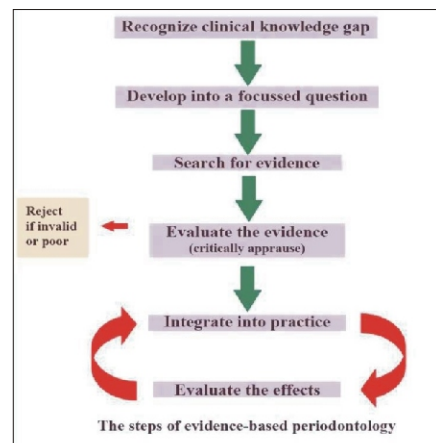 Recognize clinical knowledge gap
Develop into a focussed question
Search for evidence
Reject
if invalid
or poor
Evaluate the evidence
(critically apprause)
Integrate into practice
Evaluate the effects
The steps of evidence-based periodontology